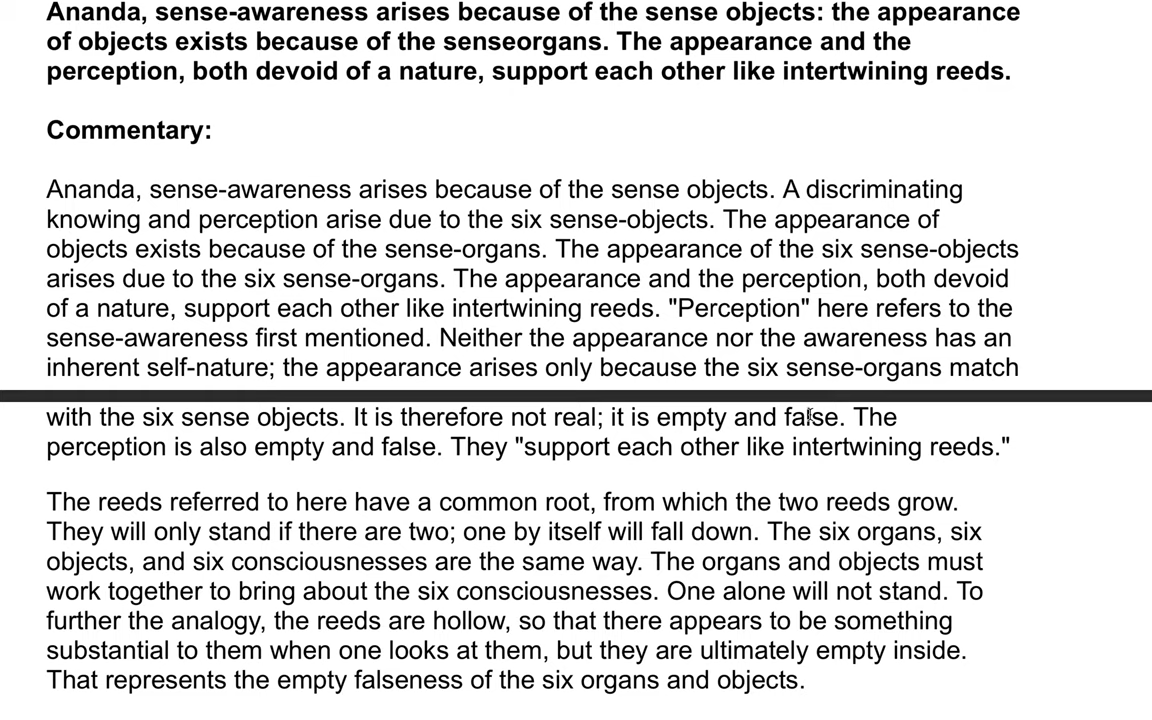 Ananda, sense-awareness arises because of the sense objects: the appearance
of objects exists because of the senseorgans. The appearance and the
perception, both devoid of a nature, support each other like intertwining reeds.
Commentary:
Ananda, sense-awareness arises because of the sense objects. A discriminating
knowing and perception arise due to the six sense-objects. The appearance of
objects exists because of the sense-organs. The appearance of the six sense-objects
arises due to the six sense-organs. The appearance and the perception, both devoid
of a nature, support each other like intertwining reeds. "Perception" here refers to the
sense-awareness first mentioned. Neither the appearance nor the awareness has an
inherent self-nature; the appearance arises only because the six sense-organs match
with the six sense objects. It is therefore not real; it is empty and false. The
perception is also empty and false. They "support each other like intertwining reeds."
The reeds referred to here have a common root, from which the two reeds grow.
They will only stand if there are two; one by itself will fall down. The six organs, six
objects, and six consciousnesses are the same way. The organs and objects must
work together to bring about the six consciousnesses. One alone will not stand. To
further the analogy, the reeds are hollow, so that there appears to be something
substantial to them when one looks at them, but they are ultimately empty inside.
That represents the empty falseness of the six organs and objects.